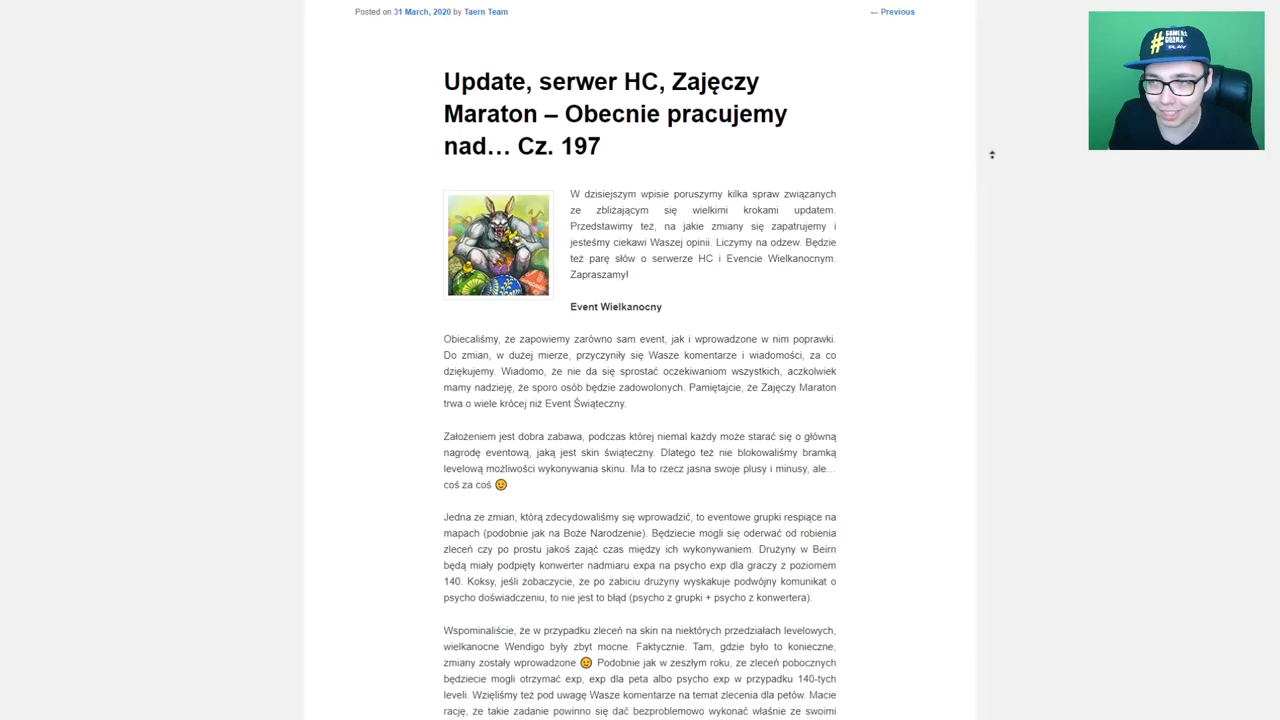 Posted on 31 March, 2020 by Taern Team
← Previous
Update, serwer HC, Zajęczy
Maraton – Obecnie pracujemy
nad… Cz. 197
W dzisiejszym wpisie poruszymy kilka spraw związanych
ze zbliżającym się wielkimi krokami updatem.
Przedstawimy też, na jakie zmiany się zapatrujemy i
jesteśmy ciekawi Waszej opinii. Liczymy na odzew. Będzie
też parę słów o serwerze HC i Evencie Wielkanocnym.
Zapraszamy!
Event Wielkanocny
Obiecaliśmy, że zapowiemy zarówno sam event, jak i wprowadzone w nim poprawki.
Do zmian, w dużej mierze, przyczyniły się Wasze komentarze i wiadomości, za co
dziękujemy. Wiadomo, że nie da się sprostać oczekiwaniom wszystkich, aczkolwiek
mamy nadzieję, że sporo osób będzie zadowolonych. Pamiętajcie, że Zajęczy Maraton
trwa o wiele krócej niż Event Świąteczny.
Założeniem jest dobra zabawa, podczas której niemal każdy może starać się o główną
nagrodę eventową, jaką jest skin świąteczny. Dlatego też nie blokowaliśmy bramką
levelową możliwości wykonywania skinu. Ma to rzecz jasna swoje plusy i minusy, ale…
coś za coś 😉
Jedna ze zmian, którą zdecydowaliśmy się wprowadzić, to eventowe grupki respiące na
mapach (podobnie jak na Boże Narodzenie). Będziecie mogli się oderwać od robienia
zleceń czy po prostu jakoś zająć czas między ich wykonywaniem. Drużyny w Beirn
będą miały podpięty konwerter nadmiaru expa na psycho exp dla graczy z poziomem
140. Koksy, jeśli zobaczycie, że po zabiciu drużyny wyskakuje podwójny komunikat o
psycho doświadczeniu, to nie jest to błąd (psycho z grupki + psycho z konwertera).
Wspominaliście, że w przypadku zleceń na skin na niektórych przedziałach levelowych,
wielkanocne Wendigo były zbyt mocne. Faktycznie. Tam, gdzie było to konieczne,
zmiany zostały wprowadzone 😉 Podobnie jak w zeszłym roku, ze zleceń pobocznych
będziecie mogli otrzymać exp, exp dla peta albo psycho exp w przypadku 140-tych
leveli. Wzięliśmy też pod uwagę Wasze komentarze na temat zlecenia dla petów. Macie
rację, że takie zadanie powinno się dać bezproblemowo wykonać właśnie ze swoimi